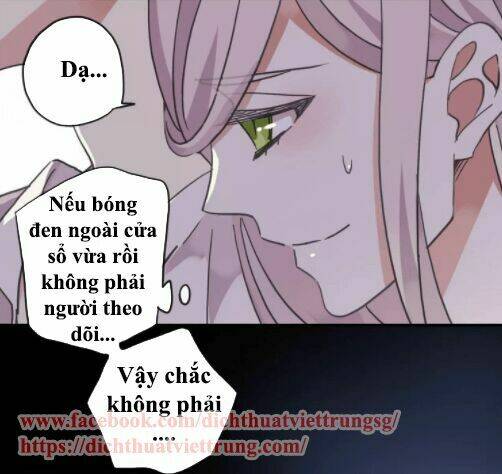 Dạ...
Nếu bóng
đen ngoài cửa
sổ vừa rồi
không phải
người theo
dõi...
Vậy chắc
không phải
....
www.facebook.com/dichthuatviettrungsg/
https://dichthuatviettrung.com/